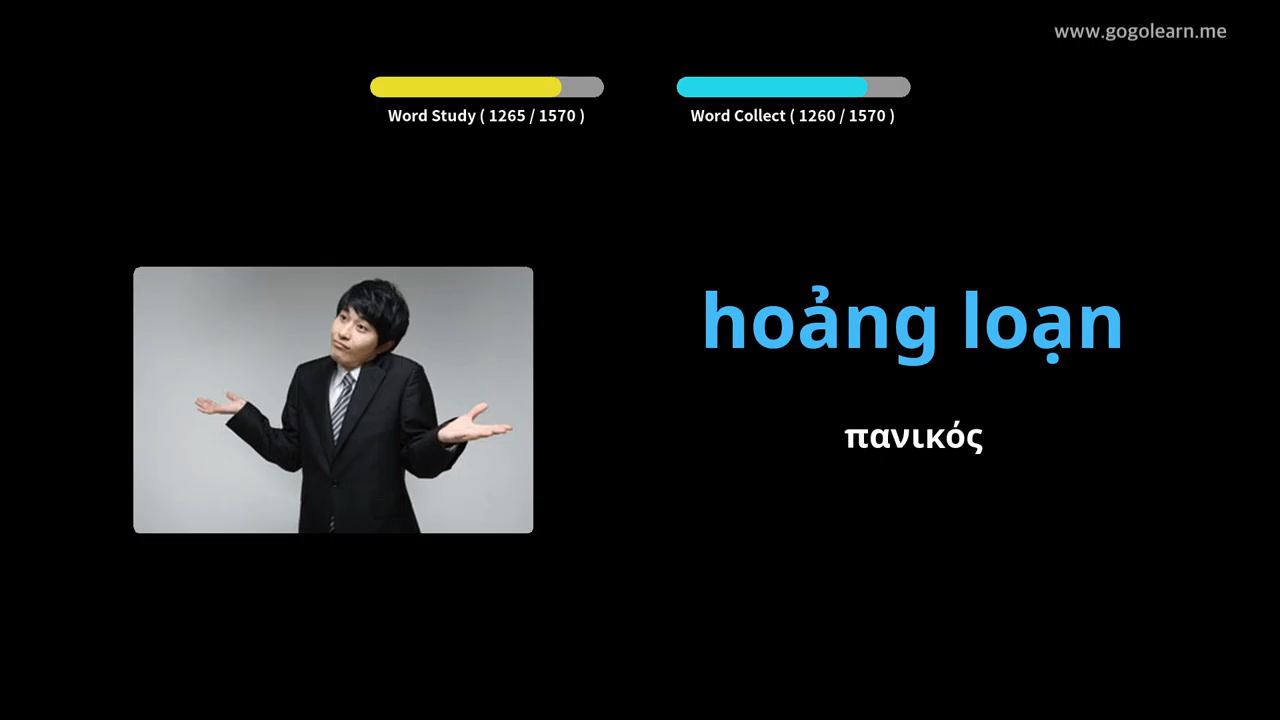 www.gogolearn.me
Word Study ( 1265 / 1570 )
Word Collect ( 1260 / 1570 )
hoảng loạn
πανικός